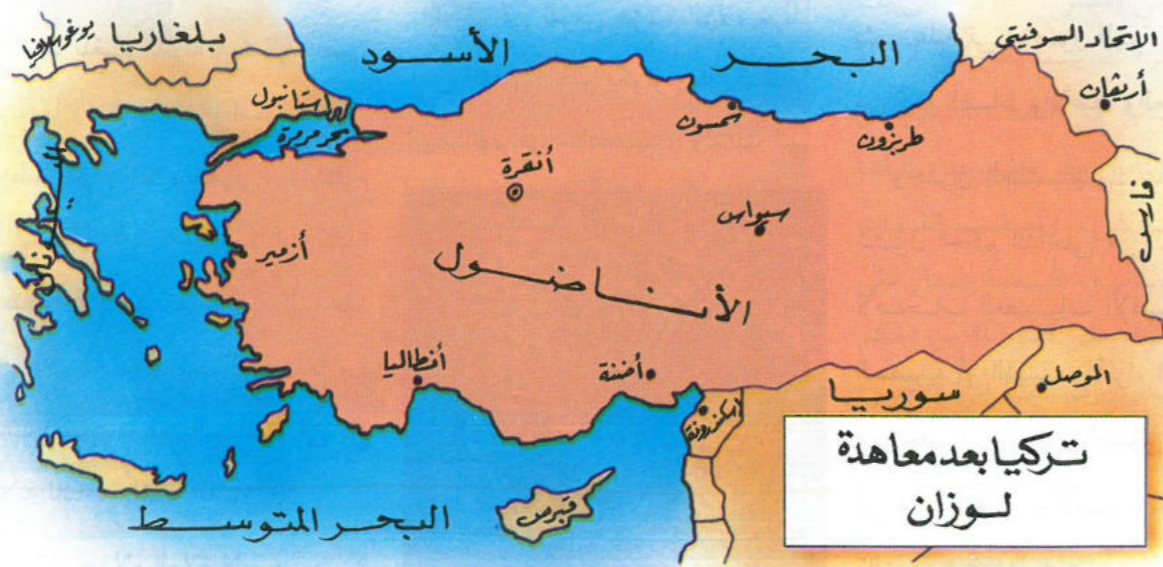 يوغوسلافيا
بلغاريا
البحر الأسود
الاتحاد السوفيتي
أريڤان
استانبول
بحر مرمرة
سمسون
طربزون
أنقرة
سيواس
فارس
أزمير
الأناضول
اليونان
أنطاليا
أضنة
اسكندرونة
سوريا
الموصل
قبرص
البحر المتوسط
تركيا بعد معاهدة
لوزان